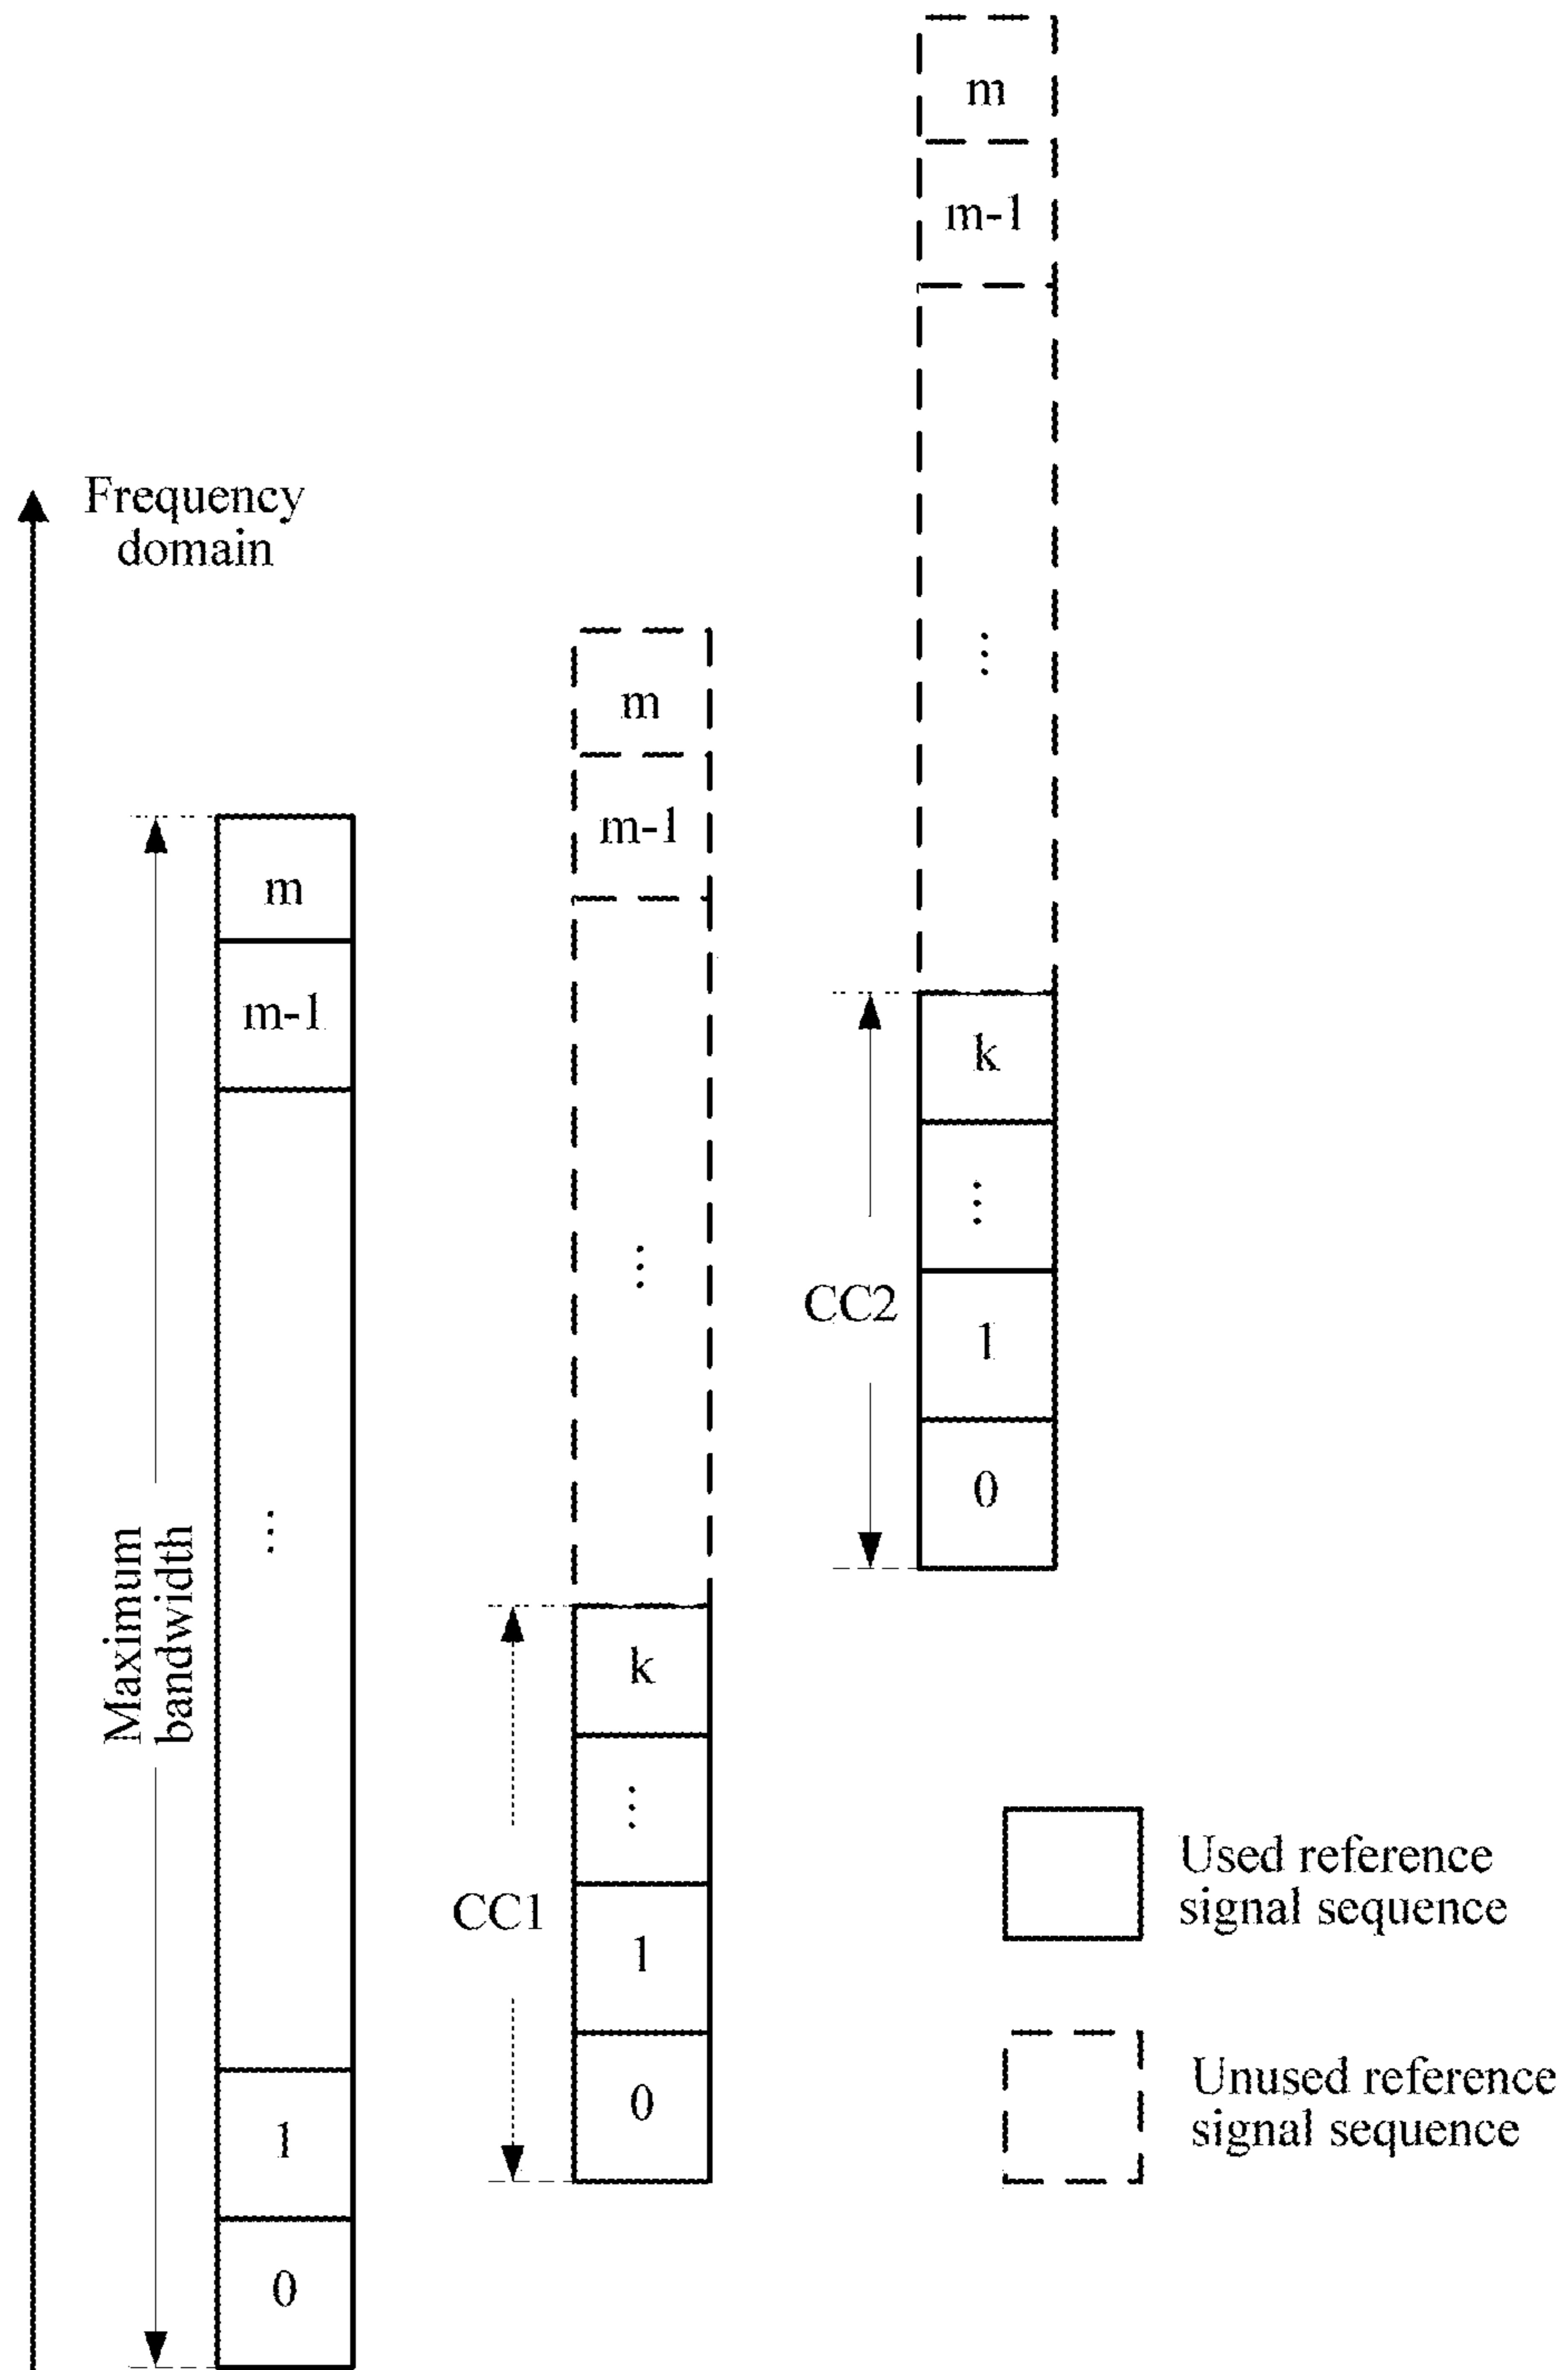 m
m-1
⋮
k
⋮
1
0
CC2
Frequency
domain
m
m-1
⋮
k
⋮
1
0
CC1
m
m-1
⋮
1
0
Maximum
bandwidth
Used reference
signal sequence
Unused reference
signal sequence